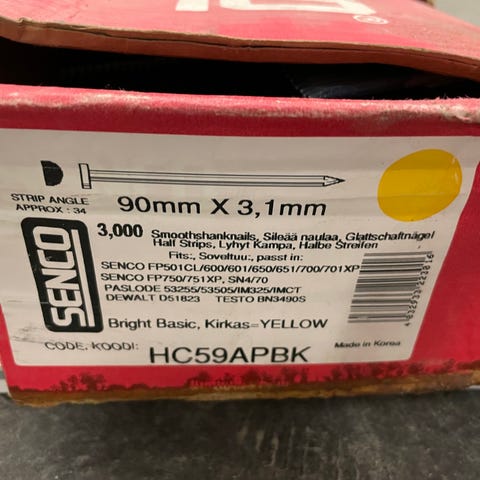 ®
STRIP ANGLE
APPROX : 34
90mm X 3,1mm
3,000 Smoothshanknails, Sileää naulaa, Glattschaftnägel
Half Strips, Lyhyt Kampa, Halbe Streifen
Fits:, Soveltuu:, passt in:
SENCO FP501CL/600/601/650/651/700/701XP
SENCO FP750/751XP, SN4/70
PASLODE 5325S/5350S/IM325/IMCT
DEWALT D51823 TESTO BN3490S
SENCO
Bright Basic, Kirkas=YELLOW
CODE, KOODI: HC59APBK
Made in Korea